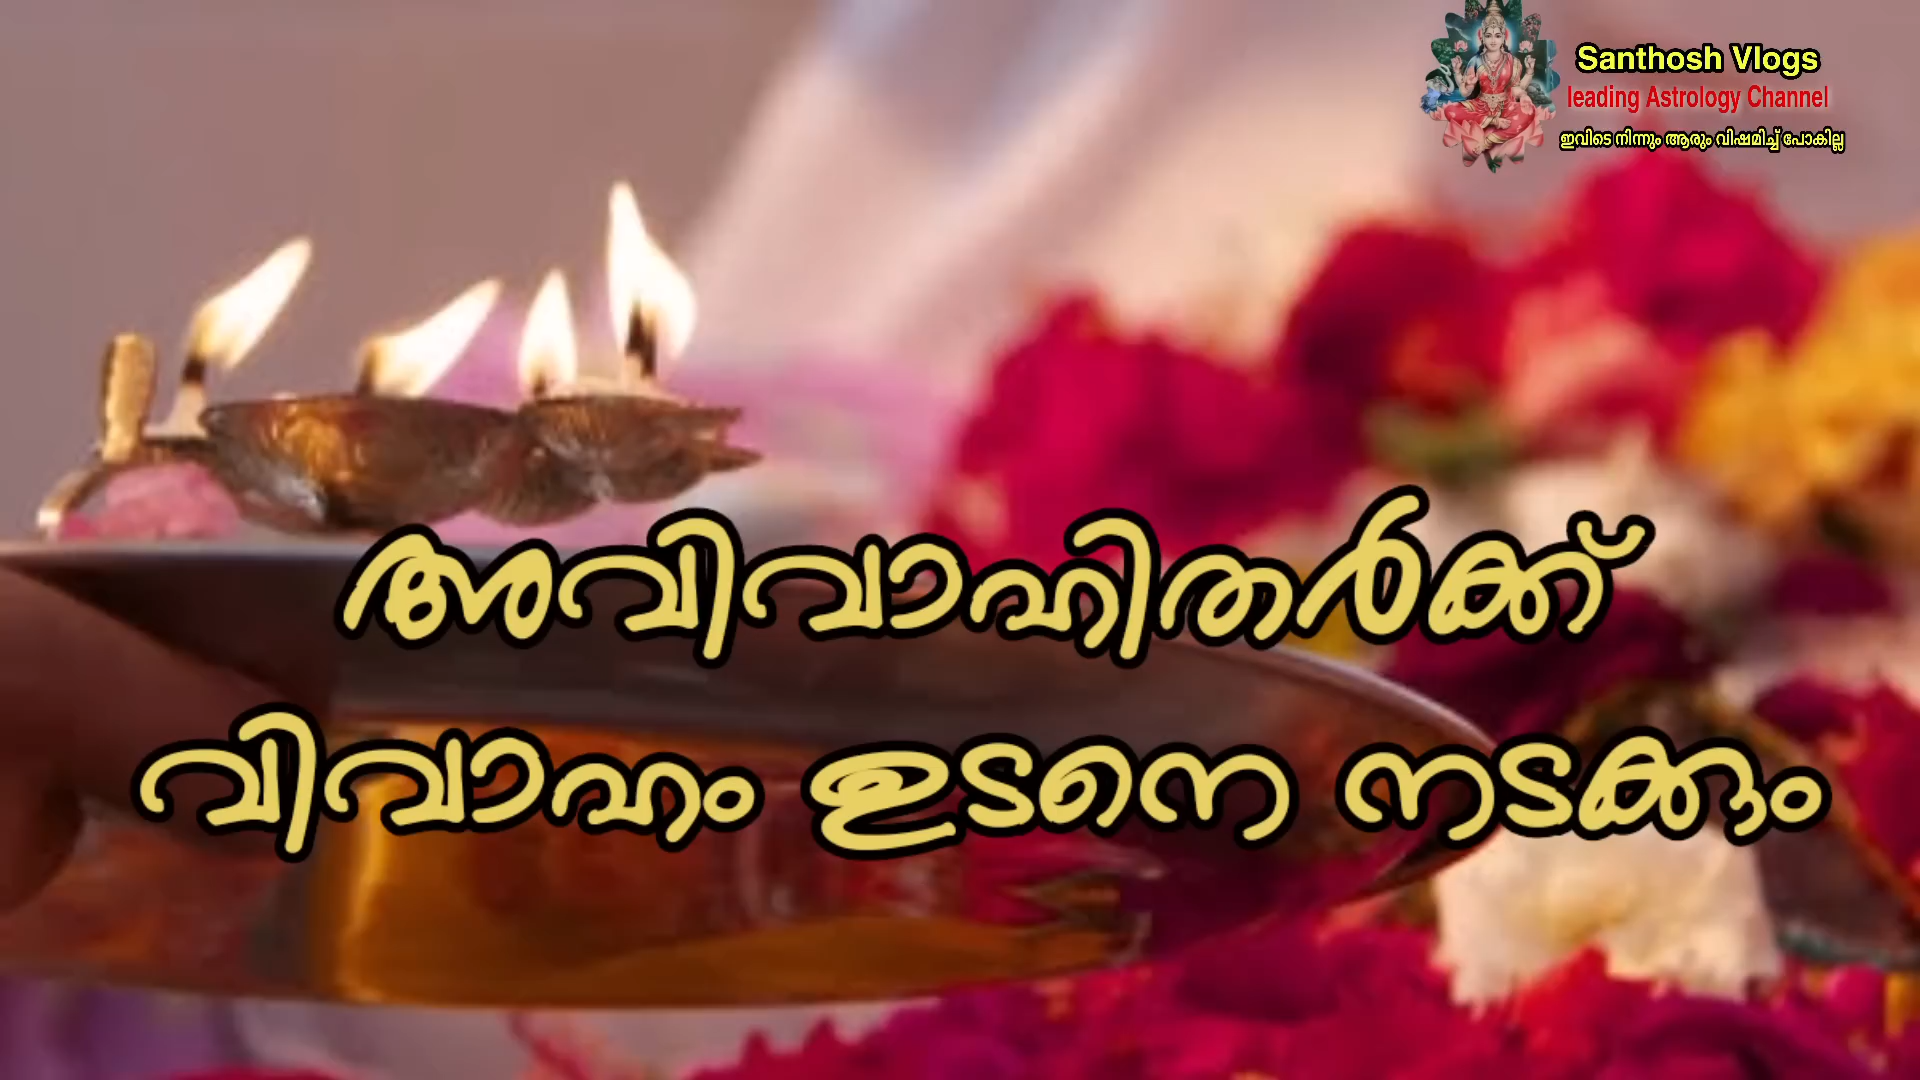 Santhosh Vlogs
leading Astrology Channel
ഇവിടെ നിന്നും ആരും വിഷമിച്ച് പോകില്ല
അവിവാഹിതർക്ക്
വിവാഹം ഉടനെ നടക്കും